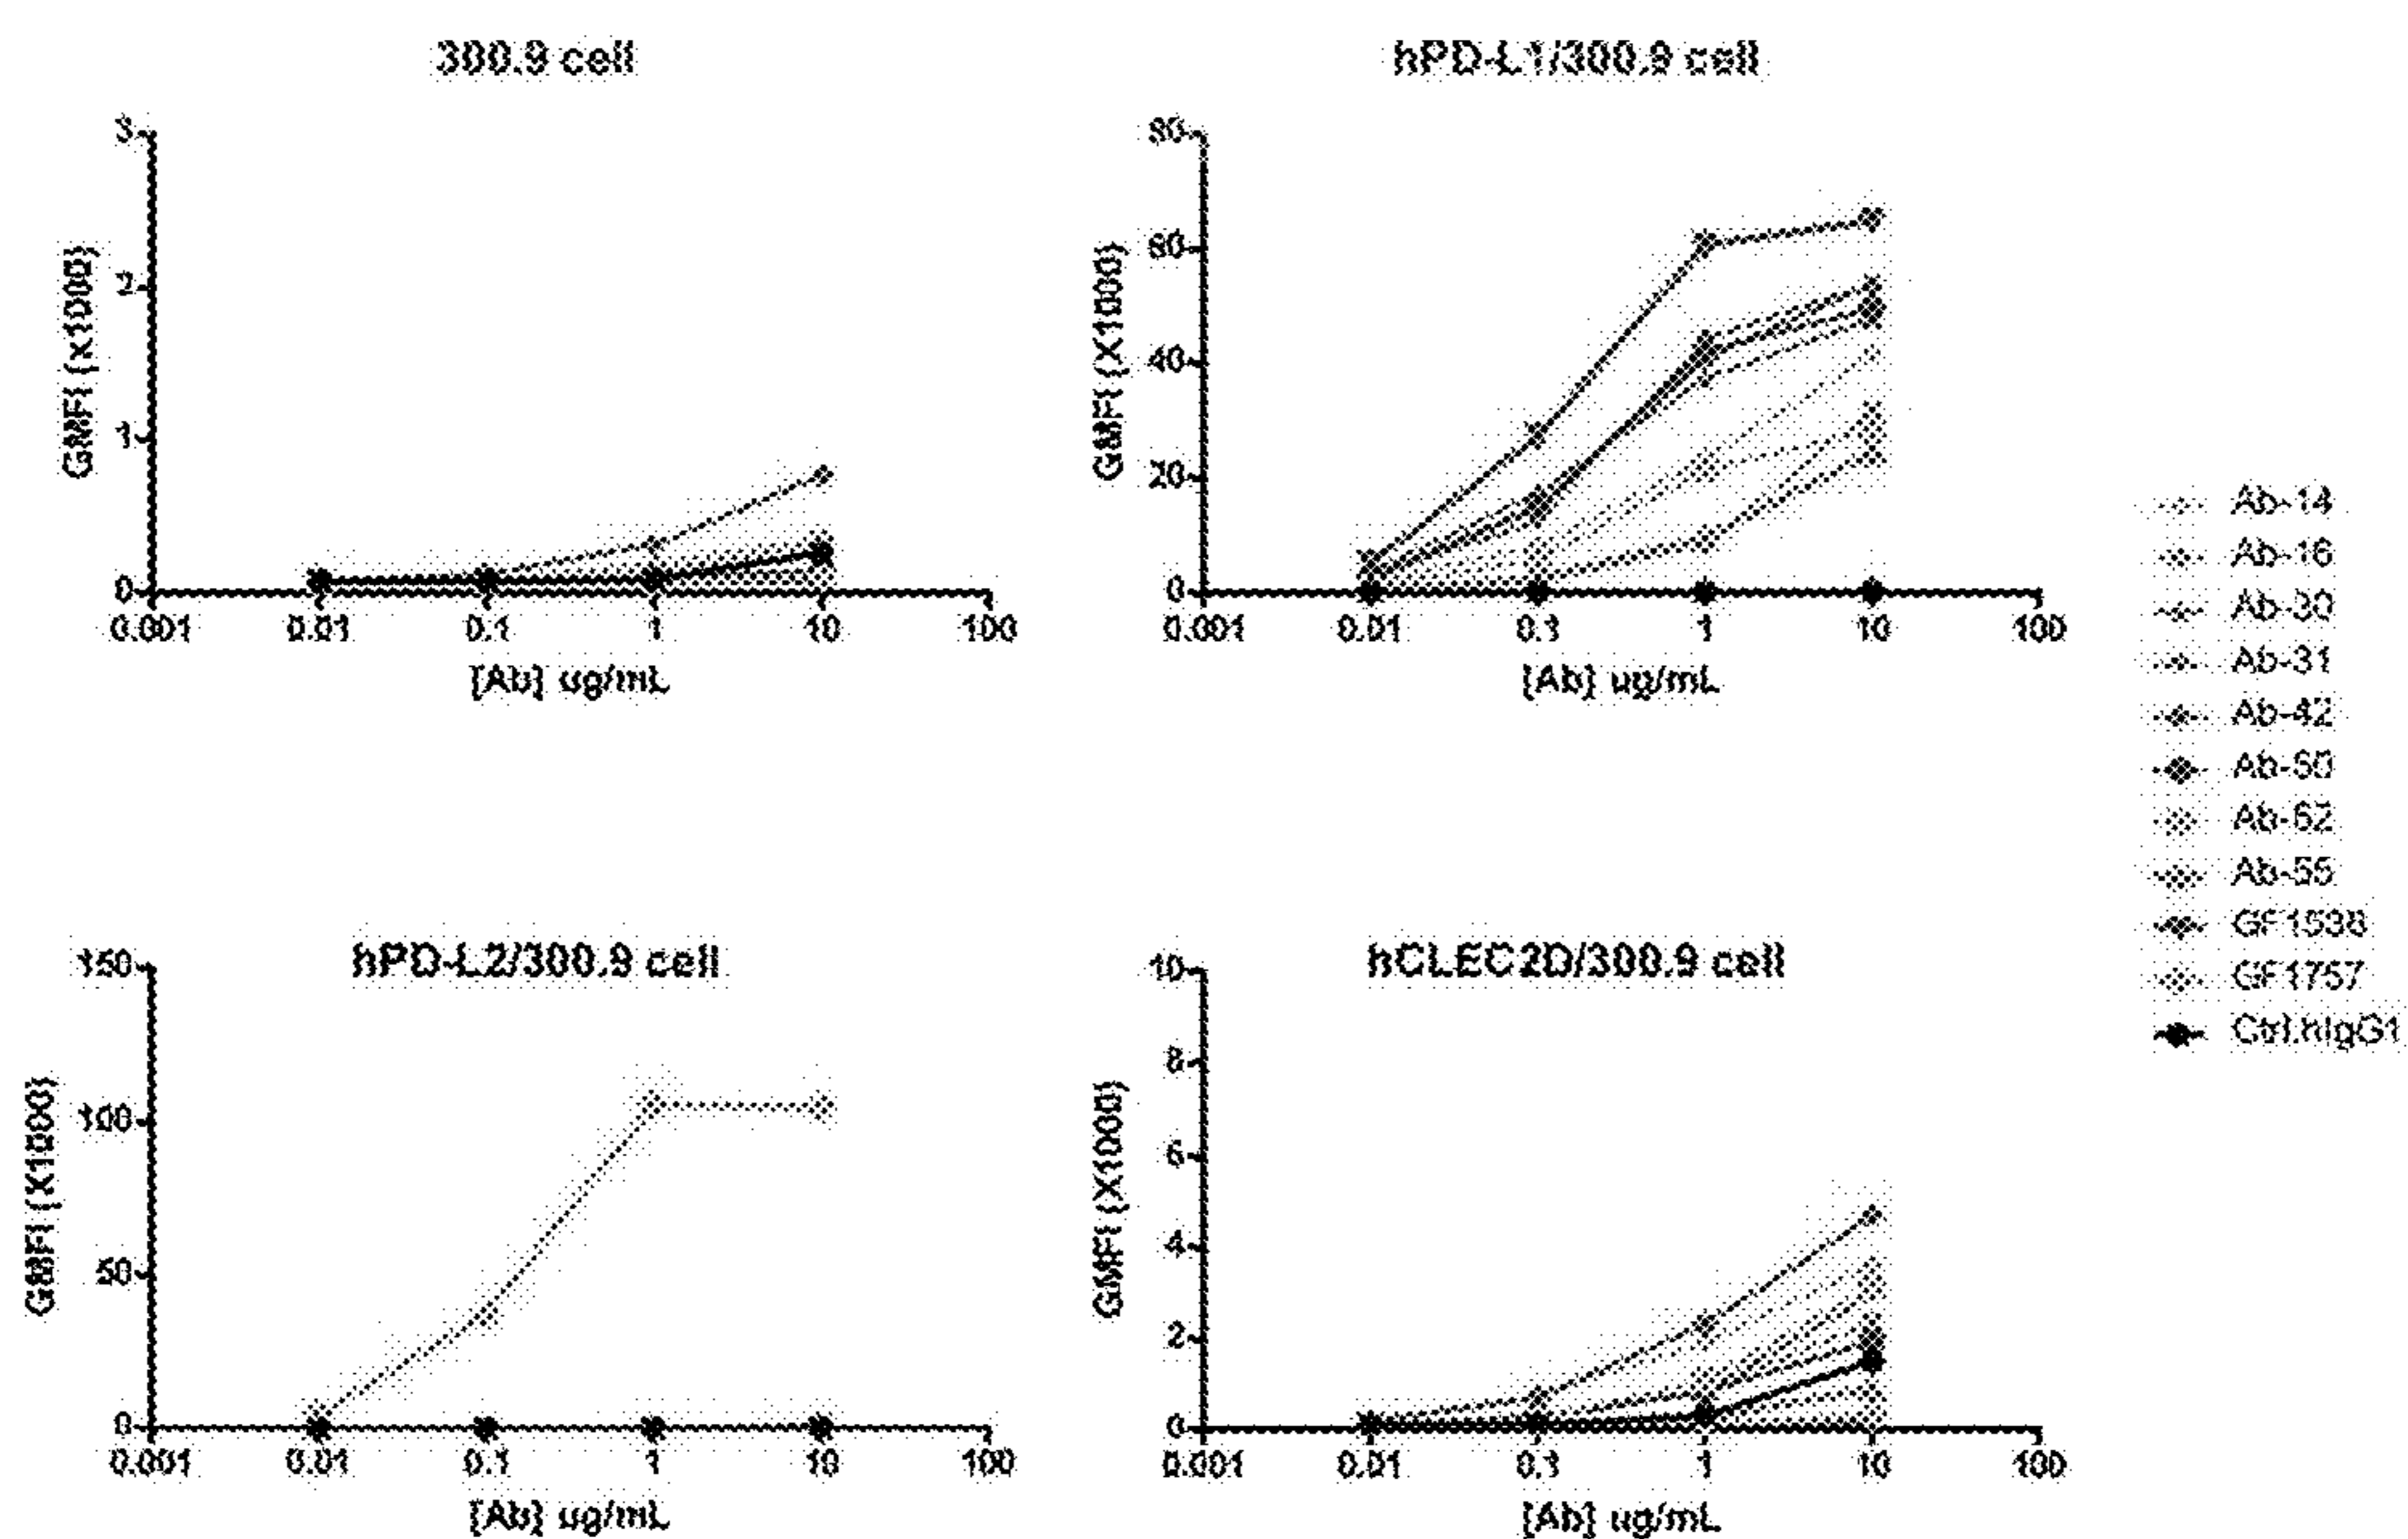 300.9 cell
3
2
1
0
0.001 0.01 0.1 1 10 100
GMFI (x1000)
[Ab] ug/mL
hPD-L1/300.9 cell
80
60
40
20
0
0.001 0.01 0.1 1 10 100
GMFI (X1000)
[Ab] ug/mL
hPD-L2/300.9 cell
150
100
50
0
0.001 0.01 0.1 1 10 100
GMFI (X1000)
[Ab] ug/mL
hCLEC2D/300.9 cell
10
8
6
4
2
0
0.001 0.01 0.1 1 10 100
GMFI (X1000)
[Ab] ug/mL
Ab-14
Ab-16
Ab-30
Ab-31
Ab-42
Ab-50
Ab-52
Ab-55
GF1538
GF1757
Ctrl.hIgG1